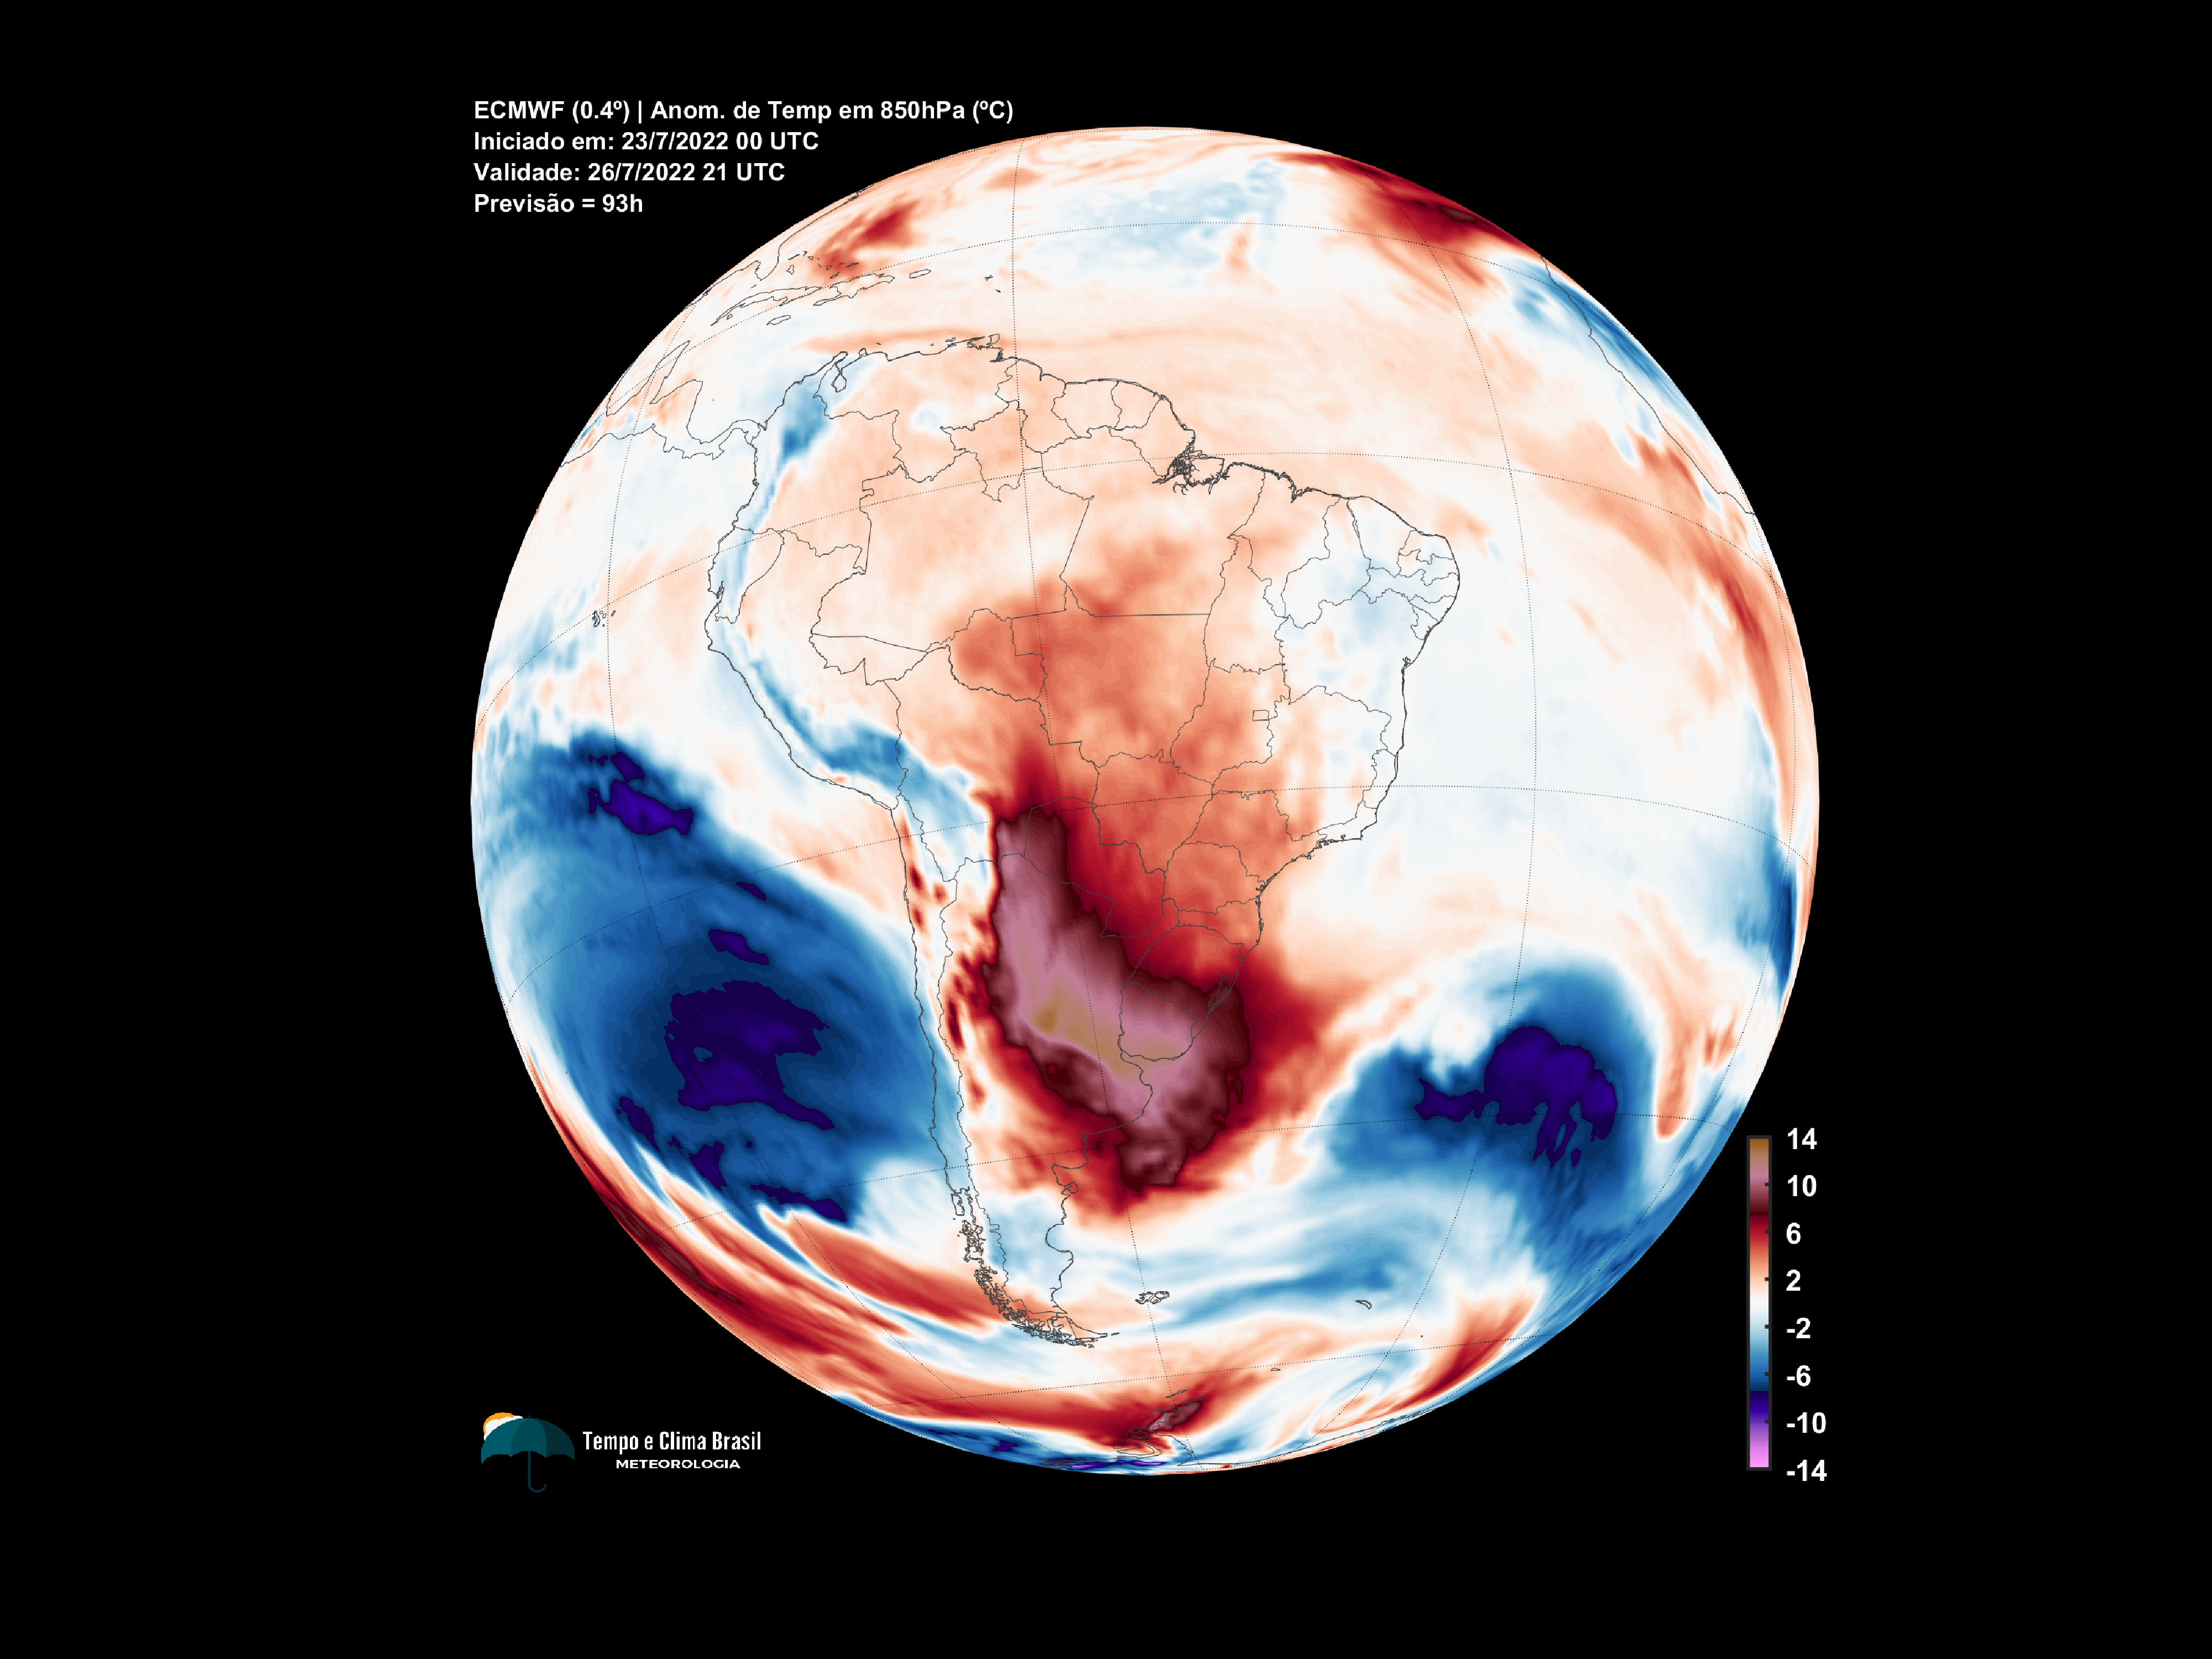 ECMWF (0.4º) | Anom. de Temp em 850hPa (ºC)
Iniciado em: 23/7/2022 00 UTC
Validade: 26/7/2022 21 UTC
Previsão = 93h
14
10
6
2
-2
-6
-10
-14
Tempo e Clima Brasil
METEOROLOGIA